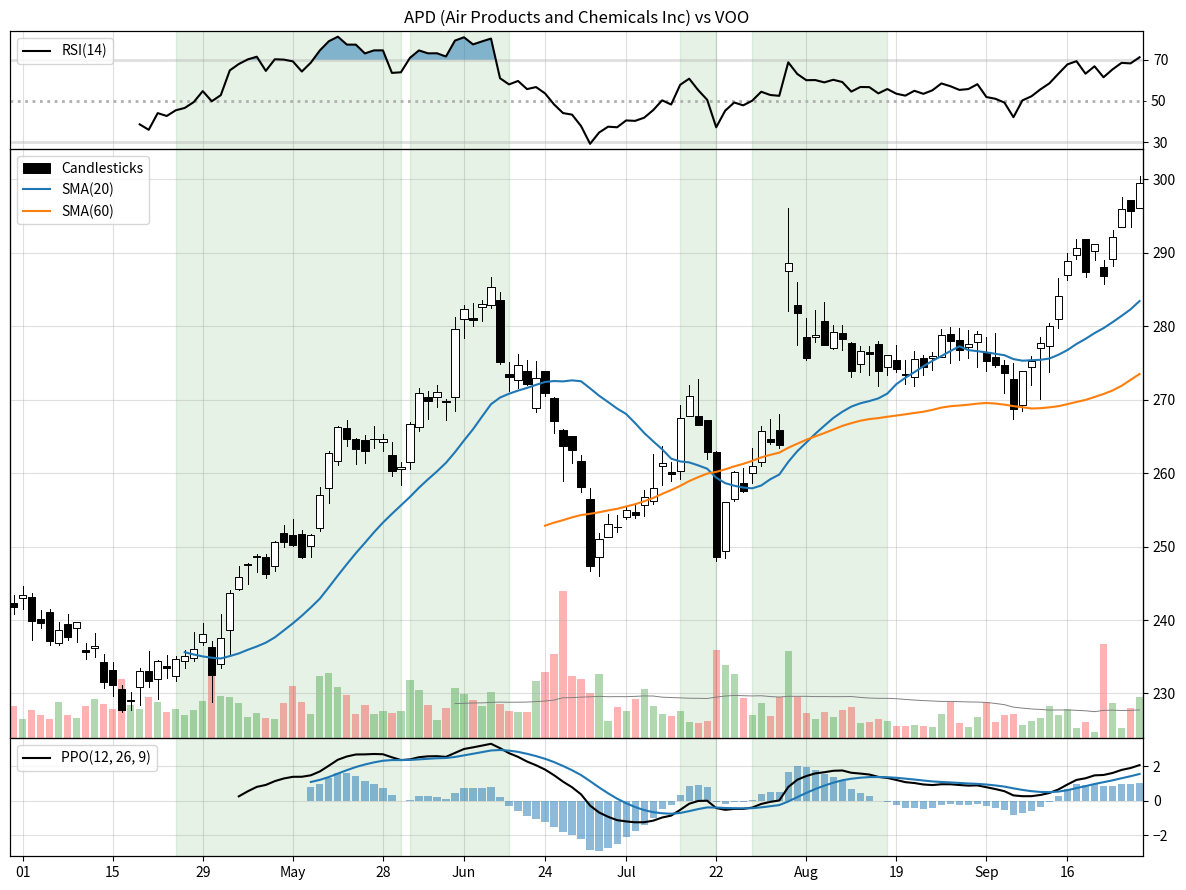 APD (Air Products and Chemicals Inc) vs VOO
RSI(14)
70
50
30
Candlesticks
SMA(20)
SMA(60)
300
290
280
270
260
250
240
230
PPO(12, 26, 9)
2
0
−2
01 15 29 May 28 Jun 24 Jul 22 Aug 19 Sep 16